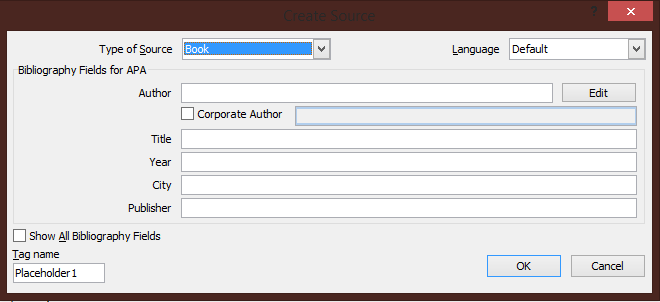 Create Source ?
Type of Source Book Language Default
Bibliography Fields for APA
Author Edit
Corporate Author
Title
Year
City
Publisher
Show All Bibliography Fields
Tag name
Placeholder1 OK Cancel